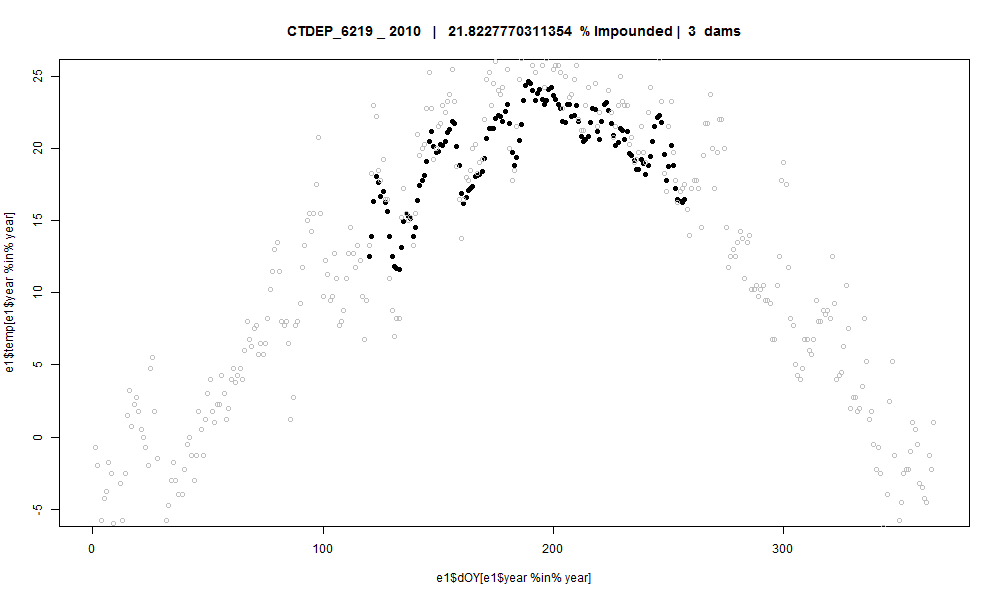 CTDEP_6219 _ 2010 | 21.8227770311354 % Impounded | 3 dams
25
20
15
10
5
0
-5
e1$temp[e1$year %in% year]
0 100 200 300
e1$dOY[e1$year %in% year]